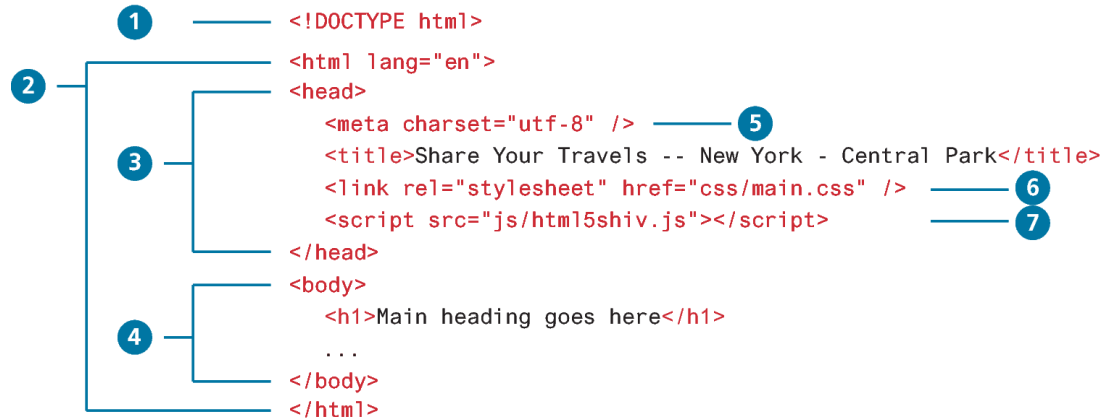 1 <!DOCTYPE html>
2 <html lang="en">
<head>
<meta charset="utf-8" /> 5
3 <title>Share Your Travels -- New York - Central Park</title>
<link rel="stylesheet" href="css/main.css" /> 6
<script src="js/html5shiv.js"></script> 7
</head>
<body>
<h1>Main heading goes here</h1>
4
...
</body>
</html>